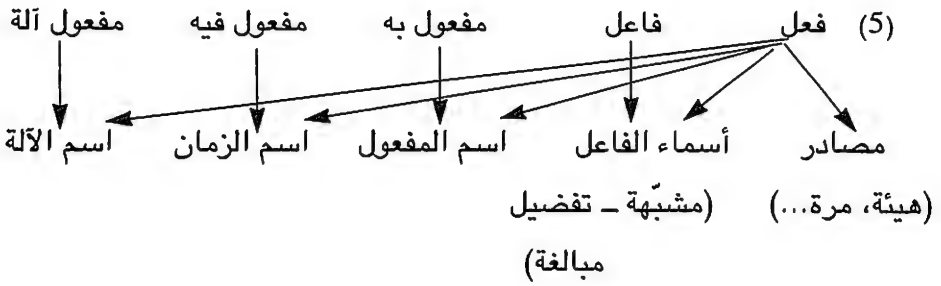 (5) فعل فاعل مفعول به مفعول فيه مفعول آلة
مصادر أسماء الفاعل اسم المفعول اسم الزمان اسم الآلة
(هيئة، مرة...) (مشبّهة ــ تفضيل
مبالغة)